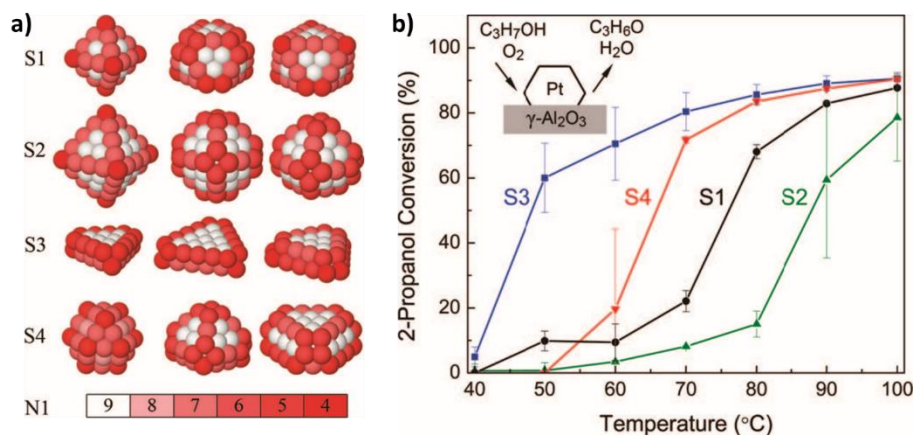 a)
S1
S2
S3
S4
N1 9 8 7 6 5 4
b)
C₃H₇OH C₃H₆O
O₂ H₂O
Pt
γ-Al₂O₃
2-Propanol Conversion (%)
100
80
60
40
20
0
S3
S4
S1
S2
40 50 60 70 80 90 100
Temperature (°C)